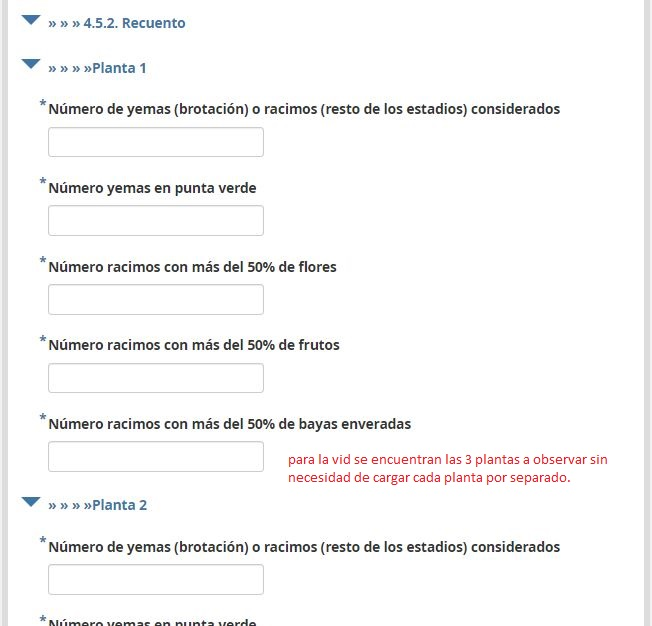 » » » 4.5.2. Recuento
» » » »Planta 1
*Número de yemas (brotación) o racimos (resto de los estadios) considerados
*Número yemas en punta verde
*Número racimos con más del 50% de flores
*Número racimos con más del 50% de frutos
*Número racimos con más del 50% de bayas enveradas
para la vid se encuentran las 3 plantas a observar sin
necesidad de cargar cada planta por separado.
» » » »Planta 2
*Número de yemas (brotación) o racimos (resto de los estadios) considerados
*Número yemas en punta verde